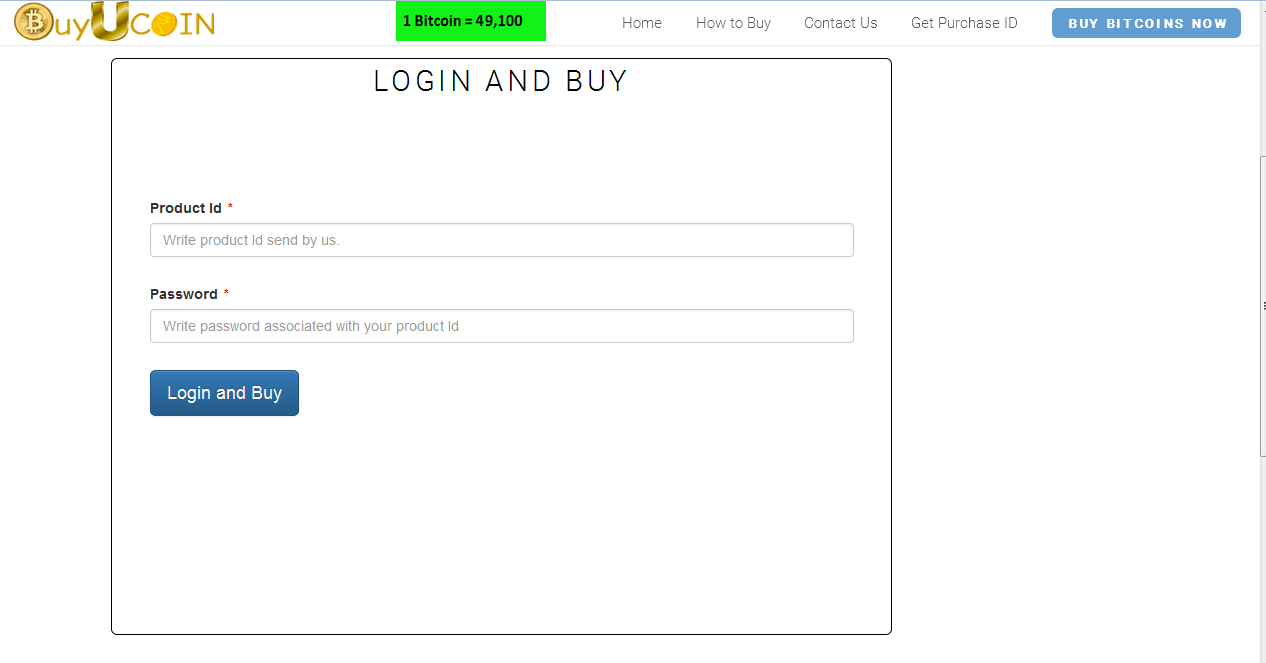 BuyUCOIN
1 Bitcoin = 49,100
Home
How to Buy
Contact Us
Get Purchase ID
BUY BITCOINS NOW
LOGIN AND BUY
Product Id *
Write product Id send by us.
Password *
Write password associated with your product Id
Login and Buy